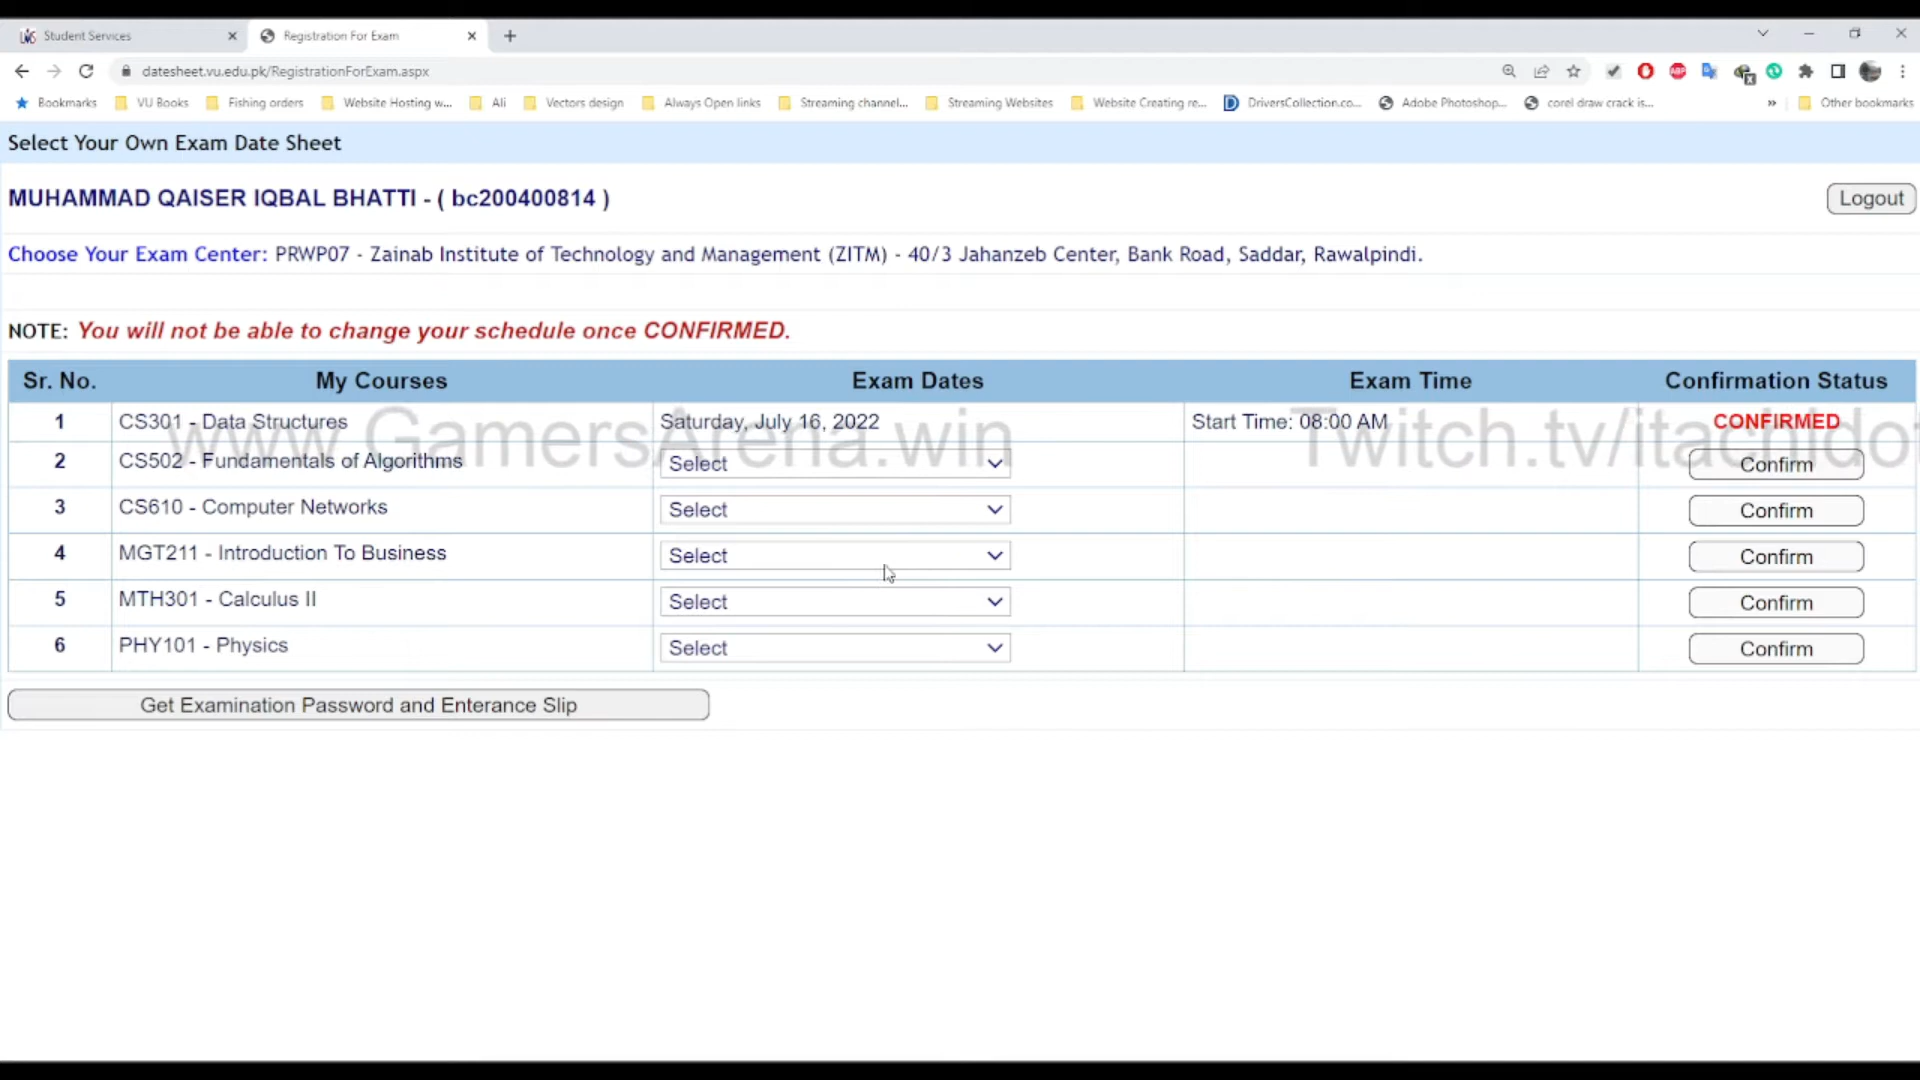 Student Services
Registration For Exam
datesheet.vu.edu.pk/RegistrationForExam.aspx
Bookmarks VU Books Fishing orders Website Hosting w... Ali Vectors design Always Open links Streaming channel... Streaming Websites Website Creating re... DriversCollection.co... Adobe Photoshop... corel draw crack is... » Other bookmarks
Select Your Own Exam Date Sheet
MUHAMMAD QAISER IQBAL BHATTI - ( bc200400814 )
Logout
Choose Your Exam Center: PRWP07 - Zainab Institute of Technology and Management (ZITM) - 40/3 Jahanzeb Center, Bank Road, Saddar, Rawalpindi.
NOTE: You will not be able to change your schedule once CONFIRMED.
Sr. No. My Courses Exam Dates Exam Time Confirmation Status
1 CS301 - Data Structures Saturday, July 16, 2022 Start Time: 08:00 AM CONFIRMED
www.GamersArena.win Twitch.tv/itachidot
2 CS502 - Fundamentals of Algorithms Select Confirm
3 CS610 - Computer Networks Select Confirm
4 MGT211 - Introduction To Business Select Confirm
5 MTH301 - Calculus II Select Confirm
6 PHY101 - Physics Select Confirm
Get Examination Password and Enterance Slip